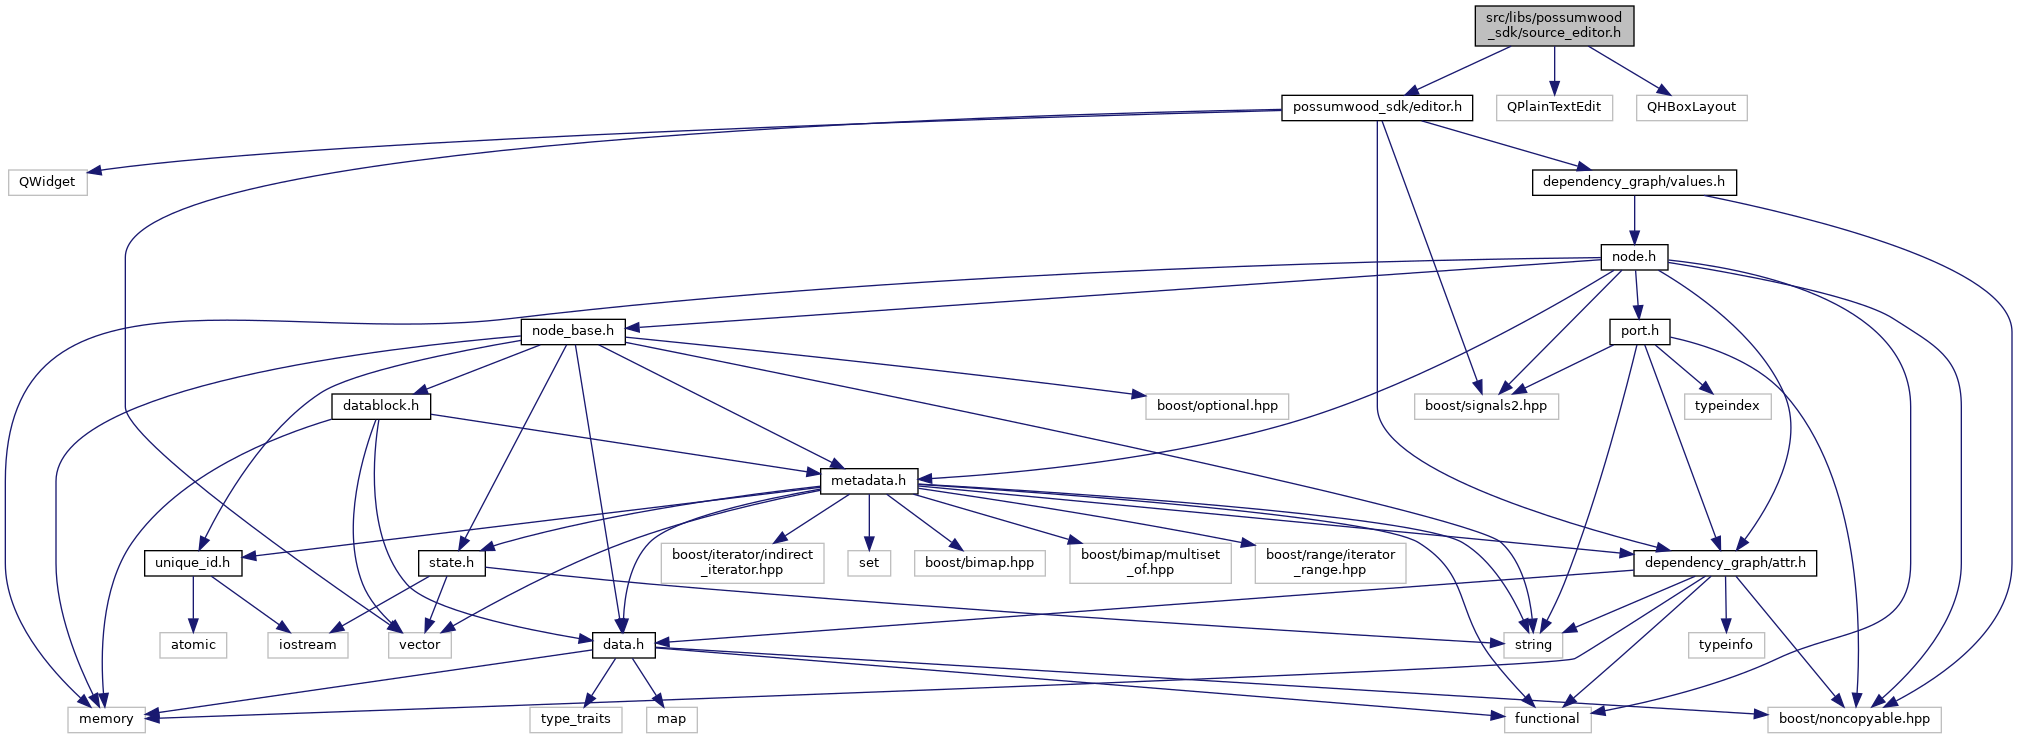 src/libs/possumwood
_sdk/source_editor.h
possumwood_sdk/editor.h
QPlainTextEdit
QHBoxLayout
QWidget
dependency_graph/values.h
node.h
node_base.h
port.h
datablock.h
boost/optional.hpp
boost/signals2.hpp
typeindex
metadata.h
unique_id.h
state.h
boost/iterator/indirect
_iterator.hpp
set
boost/bimap.hpp
boost/bimap/multiset
_of.hpp
boost/range/iterator
_range.hpp
dependency_graph/attr.h
atomic
iostream
vector
data.h
string
typeinfo
memory
type_traits
map
functional
boost/noncopyable.hpp